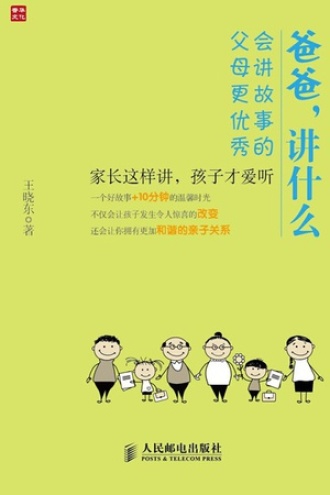 普华文化
爸爸，讲什么
会讲故事的
父母更优秀
家长这样讲，孩子才爱听
一个好故事+10分钟的温馨时光
不仅会让孩子发生令人惊喜的改变
还会让你拥有更加和谐的亲子关系
王晓东◎著
人民邮电出版社
POSTS & TELECOM PRESS